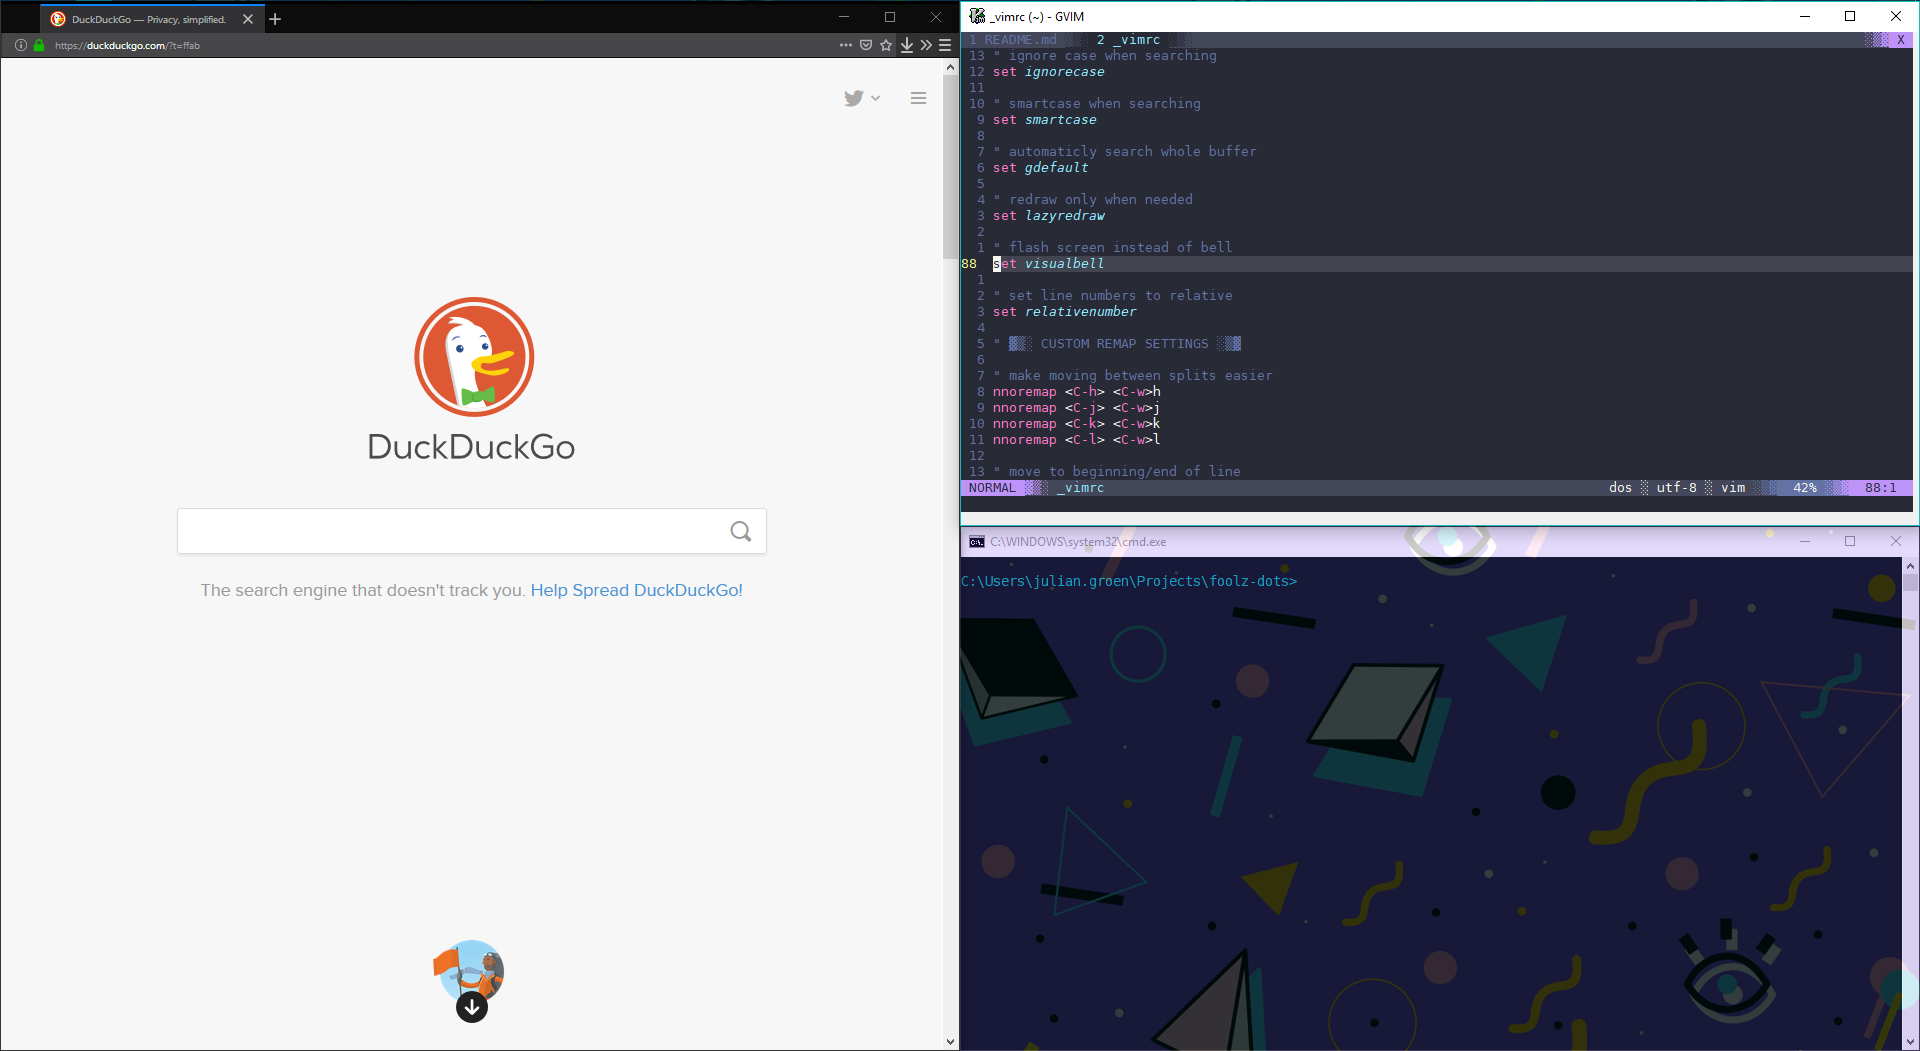 DuckDuckGo — Privacy, simplified.
https://duckduckgo.com/?t=ffab
DuckDuckGo
The search engine that doesn't track you. Help Spread DuckDuckGo!
_vimrc (~) - GVIM
1 README.md 2 _vimrc X
13 " ignore case when searching
12 set ignorecase
11
10 " smartcase when searching
9 set smartcase
8
7 " automaticly search whole buffer
6 set gdefault
5
4 " redraw only when needed
3 set lazyredraw
2
1 " flash screen instead of bell
88 set visualbell
1
2 " set line numbers to relative
3 set relativenumber
4
5 " ▓▒░ CUSTOM REMAP SETTINGS ░▒▓
6
7 " make moving between splits easier
8 nnoremap <C-h> <C-w>h
9 nnoremap <C-j> <C-w>j
10 nnoremap <C-k> <C-w>k
11 nnoremap <C-l> <C-w>l
12
13 " move to beginning/end of line
NORMAL _vimrc dos utf-8 vim 42% 88:1
C:\WINDOWS\system32\cmd.exe
C:\Users\julian.groen\Projects\foolz-dots>